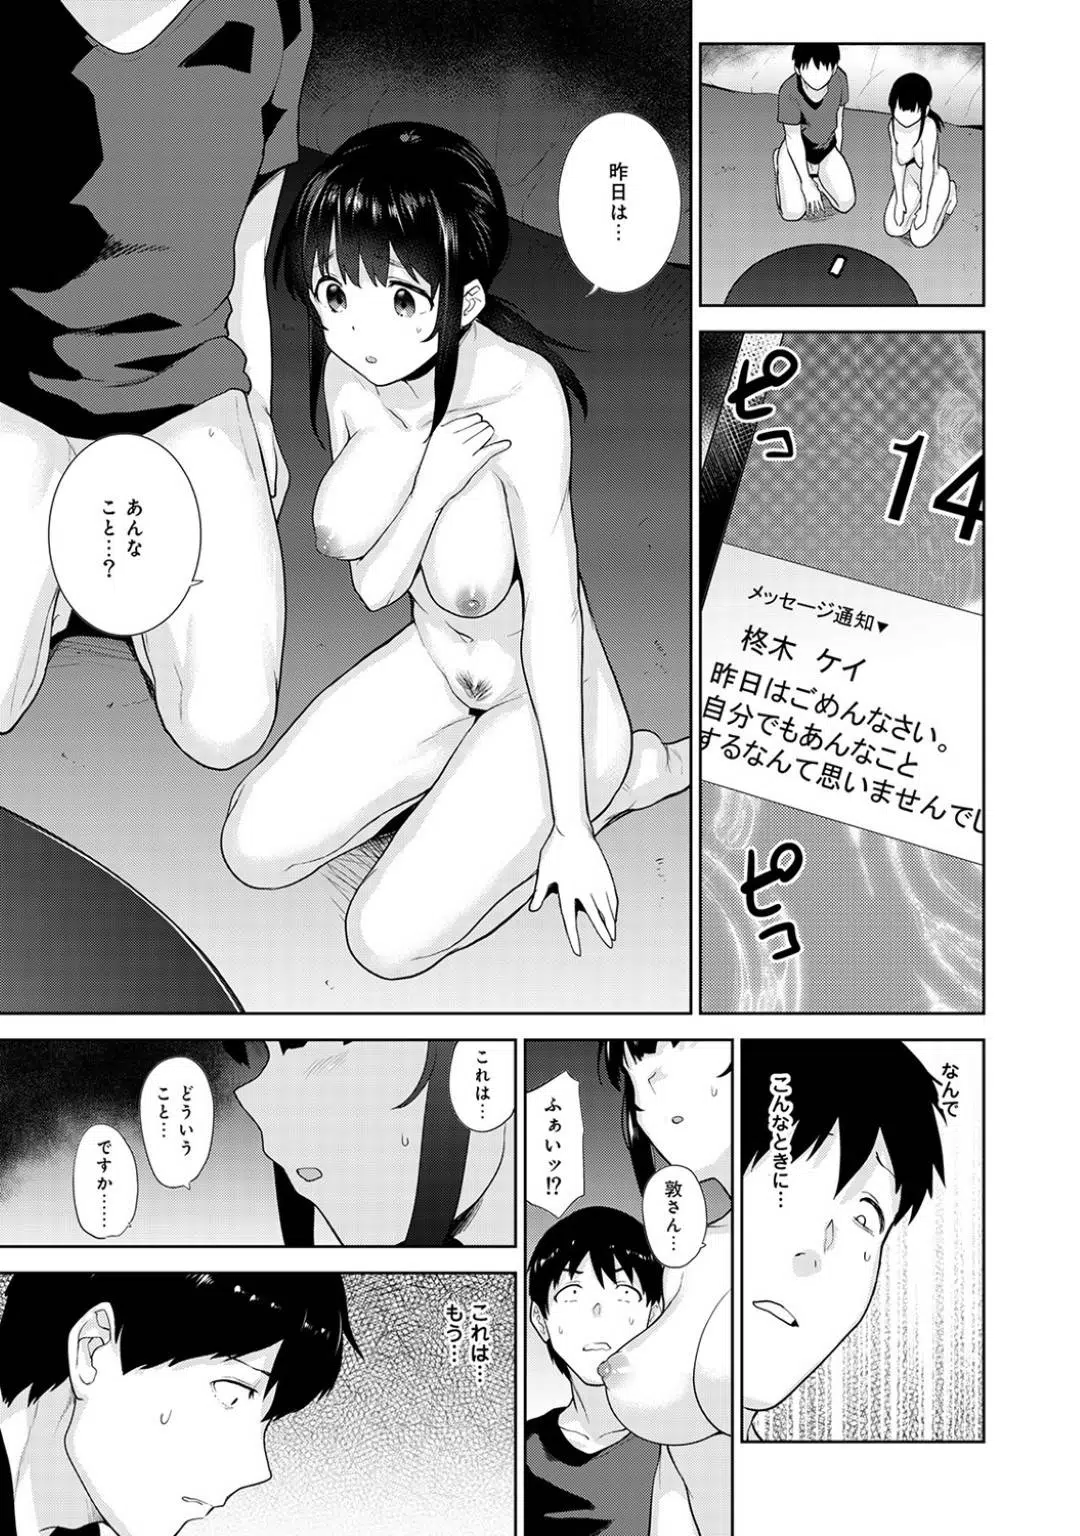 ピ
コ
14
メッセージ通知▼
柊木 ケイ
昨日はごめんなさい。
自分でもあんなこと
するなんて思いませんでし
ピ
コ
昨日は…
あんな
こと…?
なんで
こんなときに…
敦さん…
ふぁいッ!?
これは…
どういう
こと…
ですか……
これは…
もう…